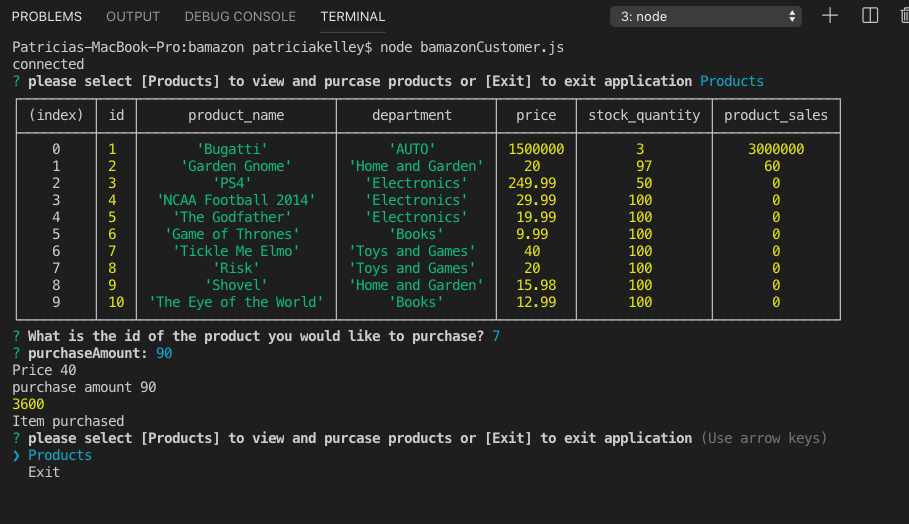 PROBLEMS OUTPUT DEBUG CONSOLE TERMINAL 3: node
Patricias-MacBook-Pro:bamazon patriciakelley$ node bamazonCustomer.js
connected
? please select [Products] to view and purcase products or [Exit] to exit application Products
(index) id product_name department price stock_quantity product_sales
0 1 'Bugatti' 'AUTO' 1500000 3 3000000
1 2 'Garden Gnome' 'Home and Garden' 20 97 60
2 3 'PS4' 'Electronics' 249.99 50 0
3 4 'NCAA Football 2014' 'Electronics' 29.99 100 0
4 5 'The Godfather' 'Electronics' 19.99 100 0
5 6 'Game of Thrones' 'Books' 9.99 100 0
6 7 'Tickle Me Elmo' 'Toys and Games' 40 100 0
7 8 'Risk' 'Toys and Games' 20 100 0
8 9 'Shovel' 'Home and Garden' 15.98 100 0
9 10 'The Eye of the World' 'Books' 12.99 100 0
? What is the id of the product you would like to purchase? 7
? purchaseAmount: 90
Price 40
purchase amount 90
3600
Item purchased
? please select [Products] to view and purcase products or [Exit] to exit application (Use arrow keys)
❯ Products
Exit